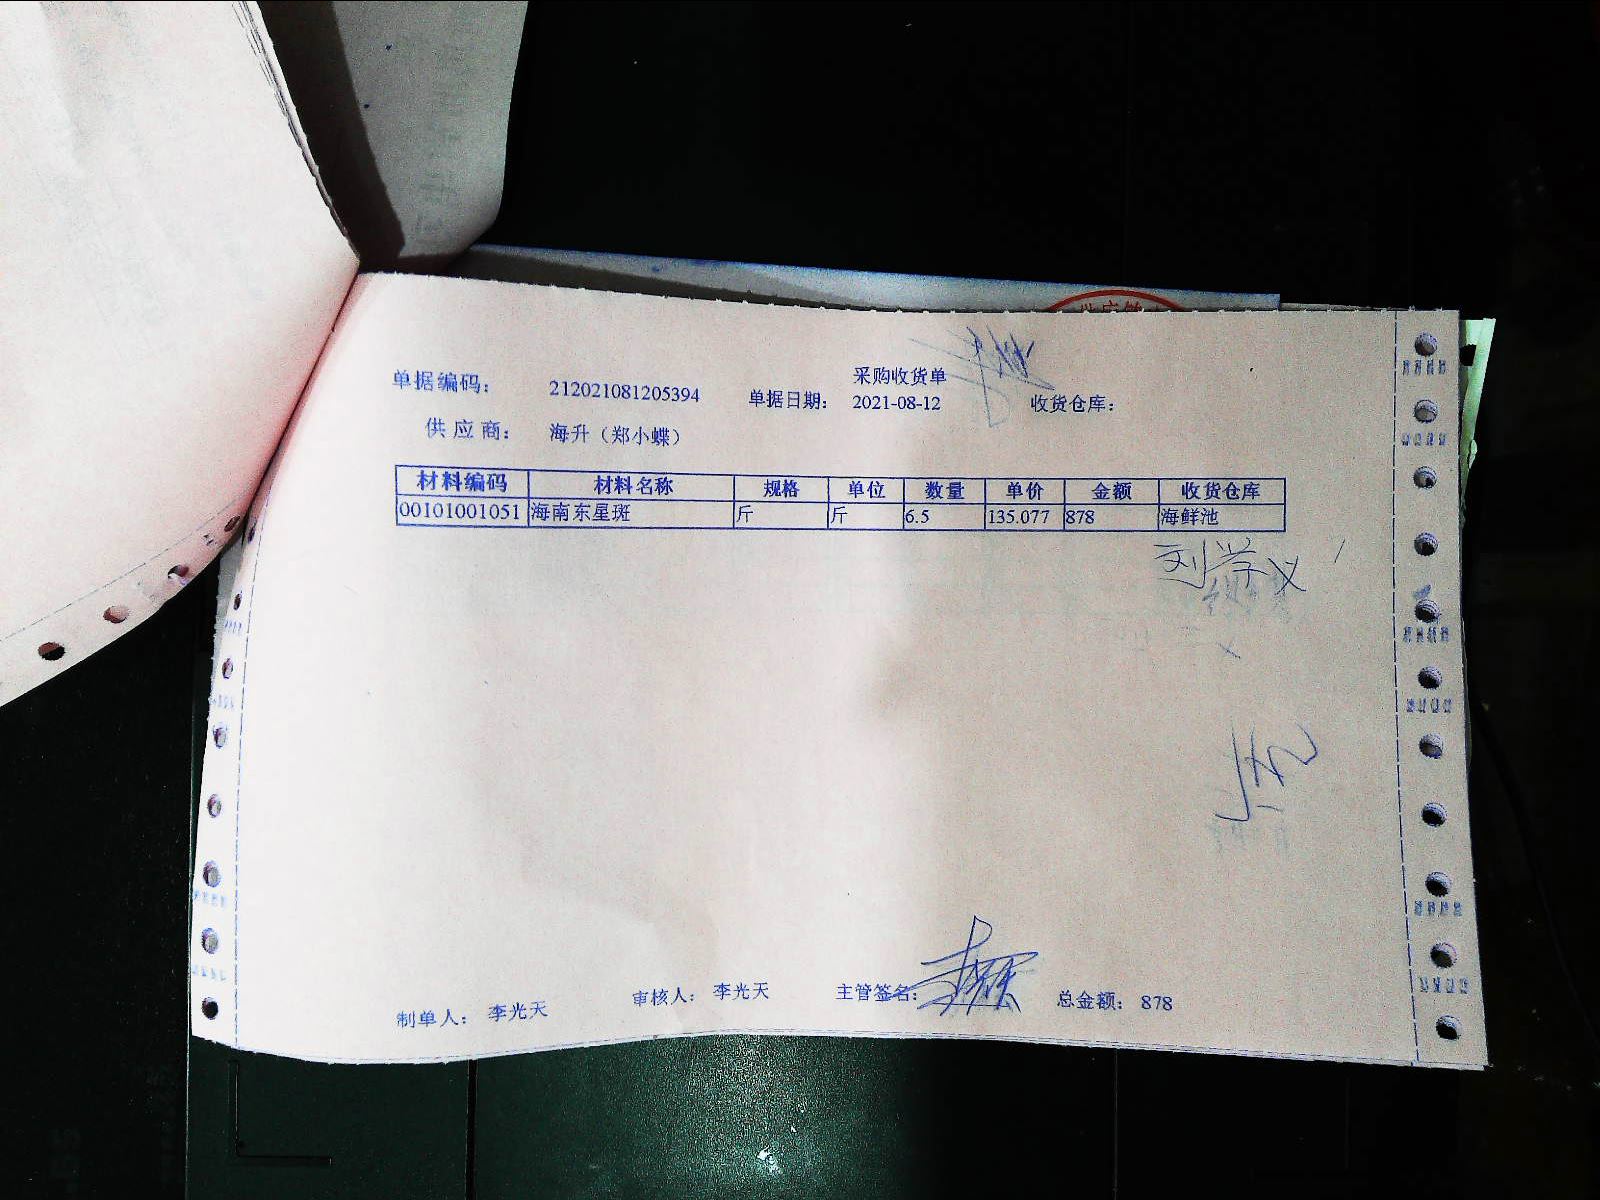 采购收货单
单据编码: 212021081205394 单据日期: 2021-08-12 收货仓库:
供应商: 海升（郑小蝶）
材料编码 材料名称 规格 单位 数量 单价 金额 收货仓库
00101001051 海南东星斑 斤 斤 6.5 135.077 878 海鲜池
刘学义
制单人: 李光天 审核人: 李光天 主管签名: 总金额: 878